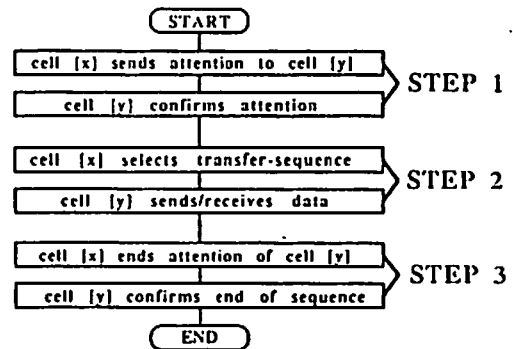 START
cell [x] sends attention to cell [y]
STEP 1
cell [y] confirms attention
cell [x] selects transfer-sequence
STEP 2
cell [y] sends/receives data
cell [x] ends attention of cell [y]
STEP 3
cell [y] confirms end of sequence
END